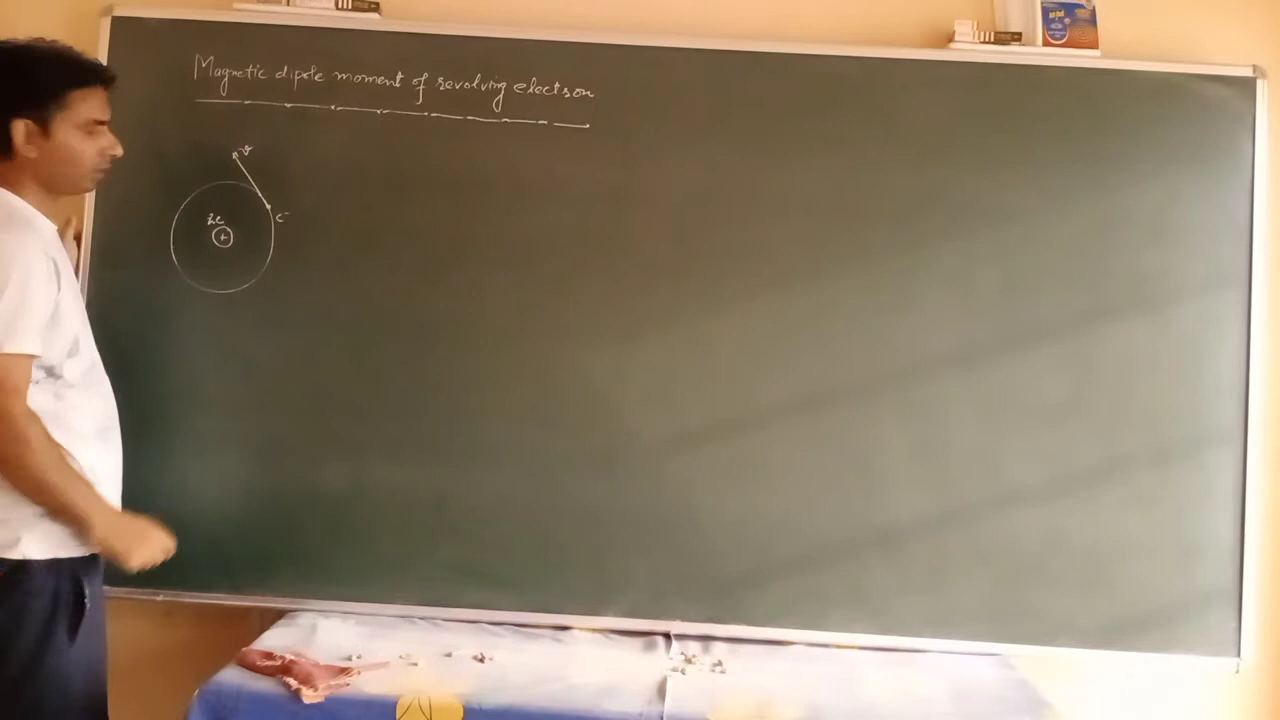 Magnetic dipole moment of revolving electron
v
Ze
e⁻
+